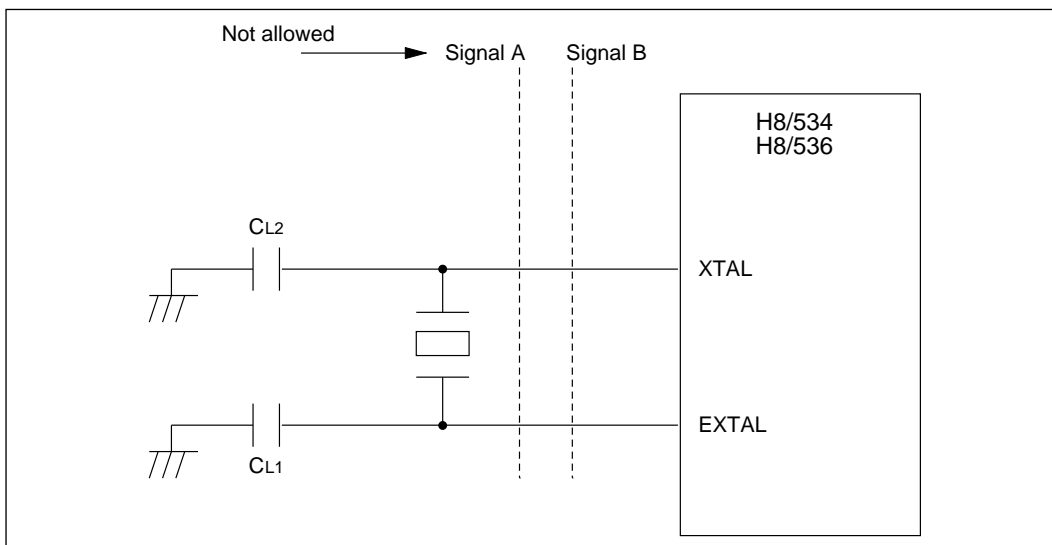 Not allowed
Signal A
Signal B
H8/534
H8/536
CL2
XTAL
EXTAL
CL1